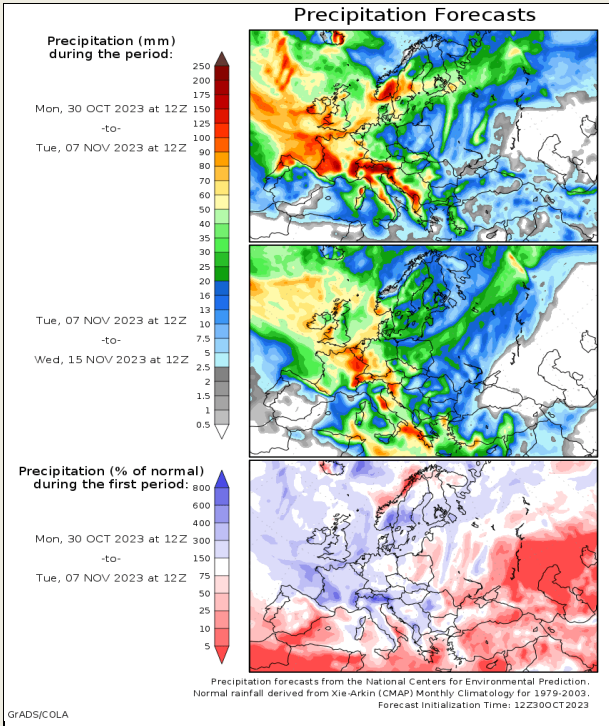 Precipitation Forecasts
Precipitation (mm)
during the period:
Mon, 30 OCT 2023 at 12Z
-to-
Tue, 07 NOV 2023 at 12Z
250
200
175
150
125
100
90
80
70
60
50
40
35
30
25
20
16
13
10
7.5
5
2.5
2
1.5
1
0.5
Tue, 07 NOV 2023 at 12Z
-to-
Wed, 15 NOV 2023 at 12Z
Precipitation (% of normal)
during the first period:
Mon, 30 OCT 2023 at 12Z
-to-
Tue, 07 NOV 2023 at 12Z
800
600
400
300
150
75
50
25
10
5
Precipitation forecasts from the National Centers for Environmental Prediction.
Normal rainfall derived from Xie-Arkin (CMAP) Monthly Climatology for 1979-2003.
Forecast Initialization Time: 12Z30OCT2023
GrADS/COLA